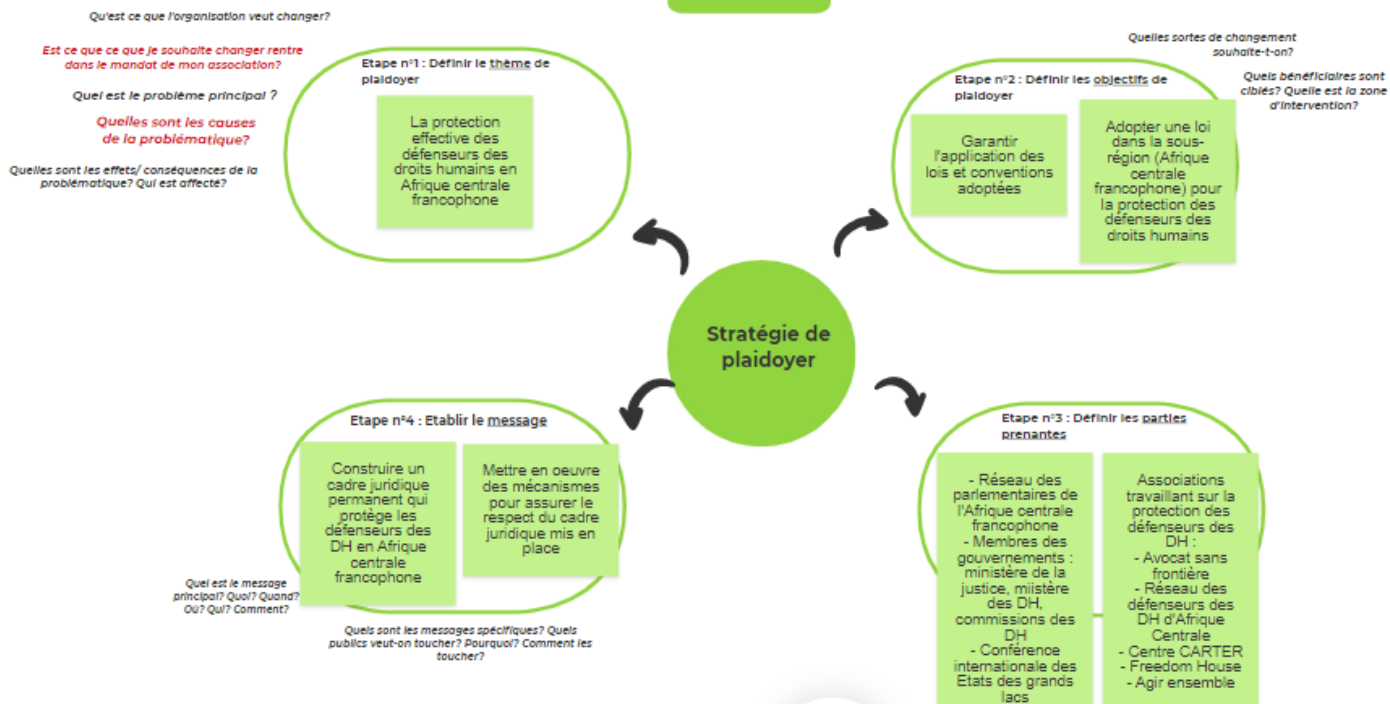 Qu'est ce que l'organisation veut changer?
Est ce que ce que je souhaite changer rentre
dans le mandat de mon association?
Quel est le problème principal ?
Quelles sont les causes
de la problématique?
Quelles sont les effets/ conséquences de la
problématique? Qui est affecté?
Etape n°1 : Définir le thème de
plaidoyer
La protection
effective des
défenseurs des
droits humains en
Afrique centrale
francophone
Quelles sortes de changement
souhaite-t-on?
Quels bénéficiaires sont
ciblés? Quelle est la zone
d'intervention?
Etape n°2 : Définir les objectifs de
plaidoyer
Garantir
l'application des
lois et conventions
adoptées
Adopter une loi
dans la sous-
région (Afrique
centrale
francophone) pour
la protection des
défenseurs des
droits humains
Stratégie de
plaidoyer
Etape n°4 : Etablir le message
Construire un
cadre juridique
permanent qui
protège les
défenseurs des
DH en Afrique
centrale
francophone
Mettre en oeuvre
des mécanismes
pour assurer le
respect du cadre
juridique mis en
place
Quel est le message
principal? Quoi? Quand?
Où? Qui? Comment?
Quels sont les messages spécifiques? Quels
publics veut-on toucher? Pourquoi? Comment les
toucher?
Etape n°3 : Définir les parties
prenantes
- Réseau des
parlementaires de
l'Afrique centrale
francophone
- Membres des
gouvernements :
ministère de la
justice, miistère
des DH,
commissions des
DH
- Conférence
internationale des
Etats des grands
lacs
Associations
travaillant sur la
protection des
défenseurs des
DH :
- Avocat sans
frontière
- Réseau des
défenseurs des
DH d'Afrique
Centrale
- Centre CARTER
- Freedom House
- Agir ensemble